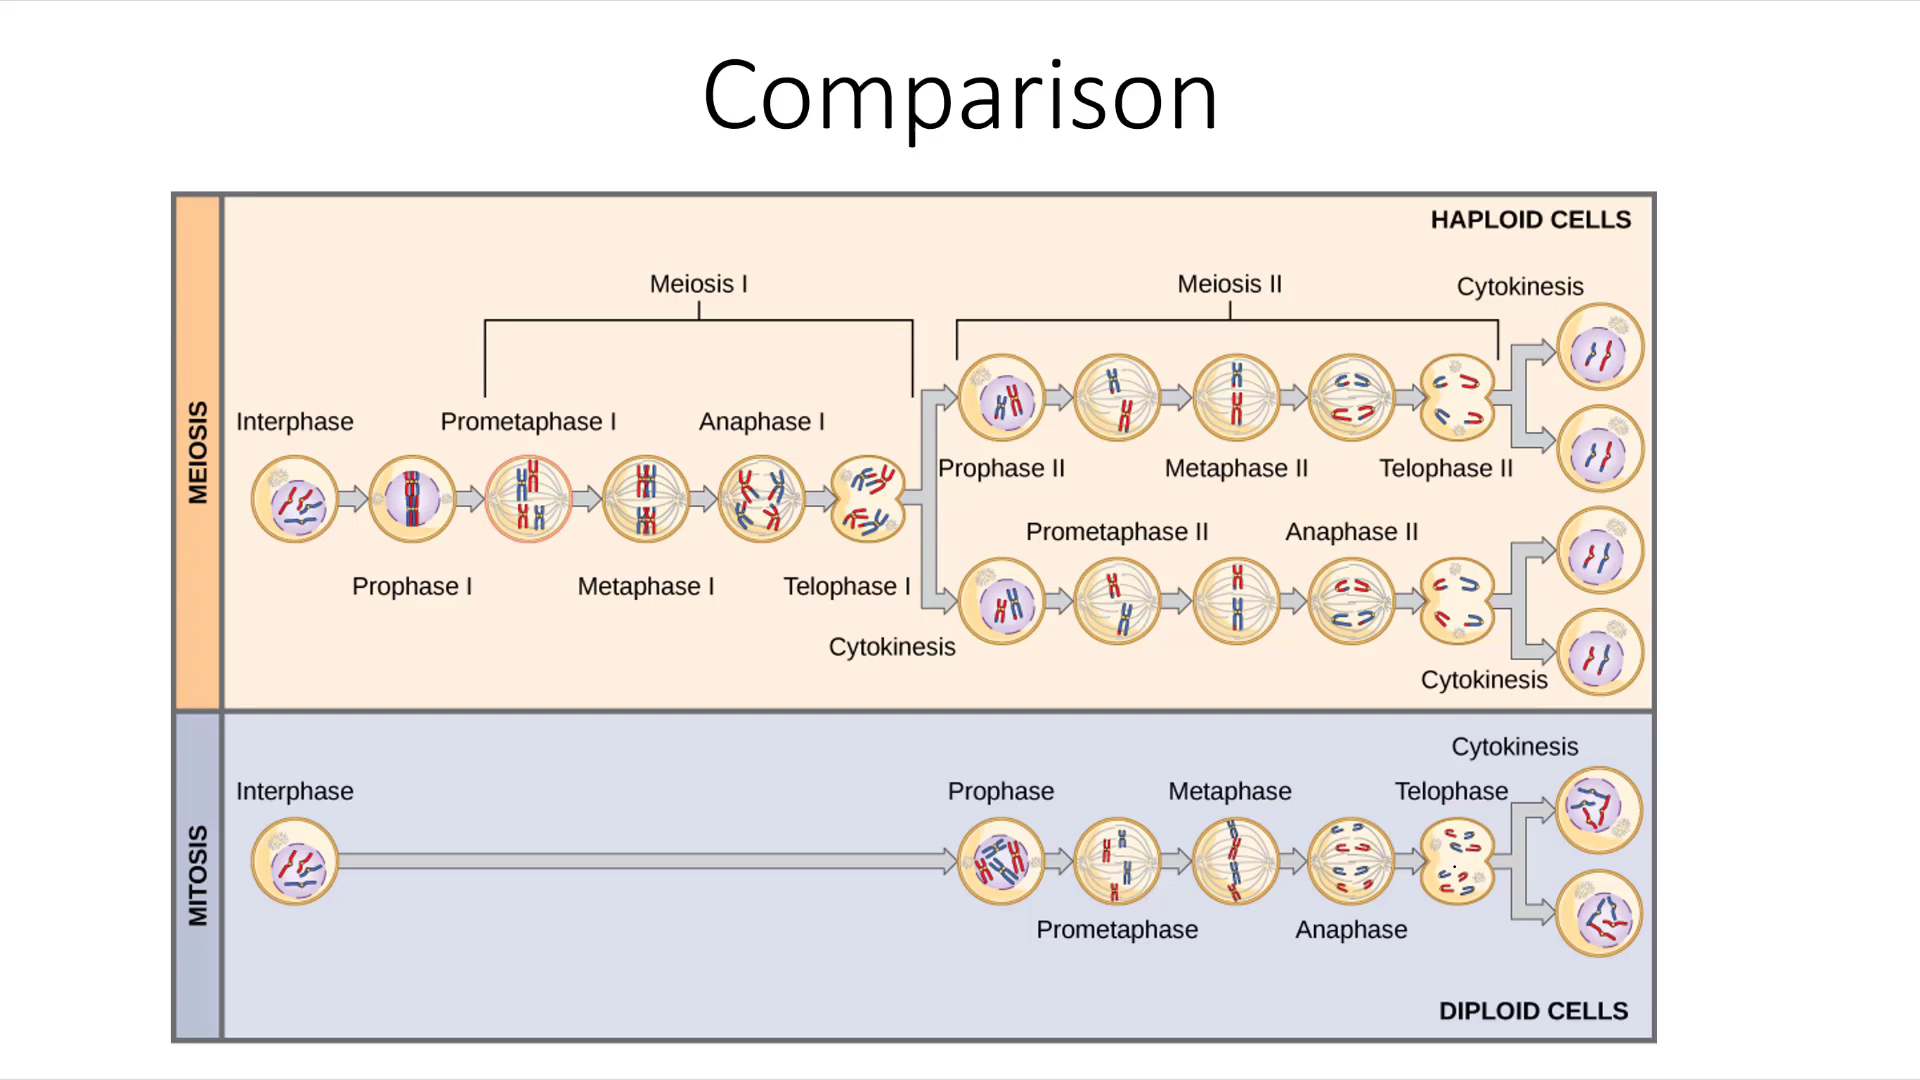 Comparison
MEIOSIS
HAPLOID CELLS
Meiosis I
Meiosis II
Cytokinesis
Interphase
Prometaphase I
Anaphase I
Prophase II
Metaphase II
Telophase II
Prometaphase II
Anaphase II
Prophase I
Metaphase I
Telophase I
Cytokinesis
Cytokinesis
MITOSIS
Cytokinesis
Interphase
Prophase
Metaphase
Telophase
Prometaphase
Anaphase
DIPLOID CELLS